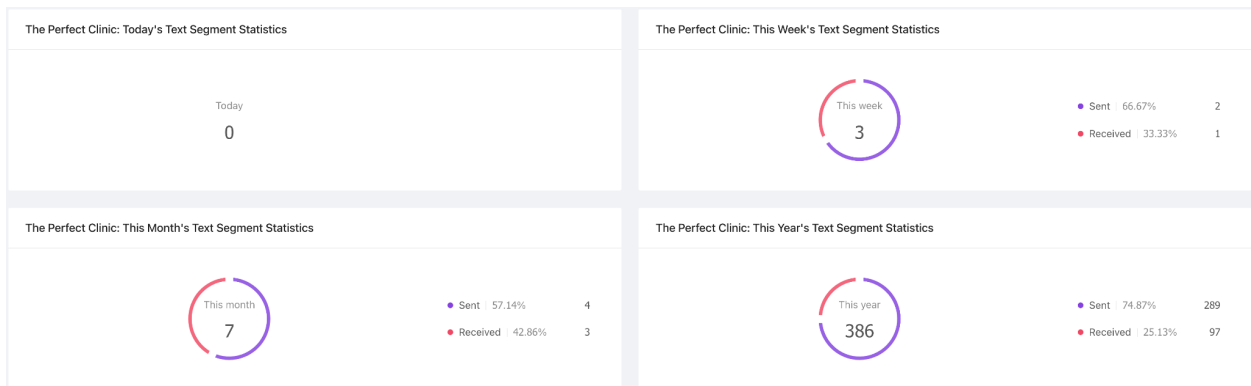 The Perfect Clinic: Today's Text Segment Statistics
Today
0
The Perfect Clinic: This Week's Text Segment Statistics
This week
3
Sent 66.67% 2
Received 33.33% 1
The Perfect Clinic: This Month's Text Segment Statistics
This month
7
Sent 57.14% 4
Received 42.86% 3
The Perfect Clinic: This Year's Text Segment Statistics
This year
386
Sent 74.87% 289
Received 25.13% 97